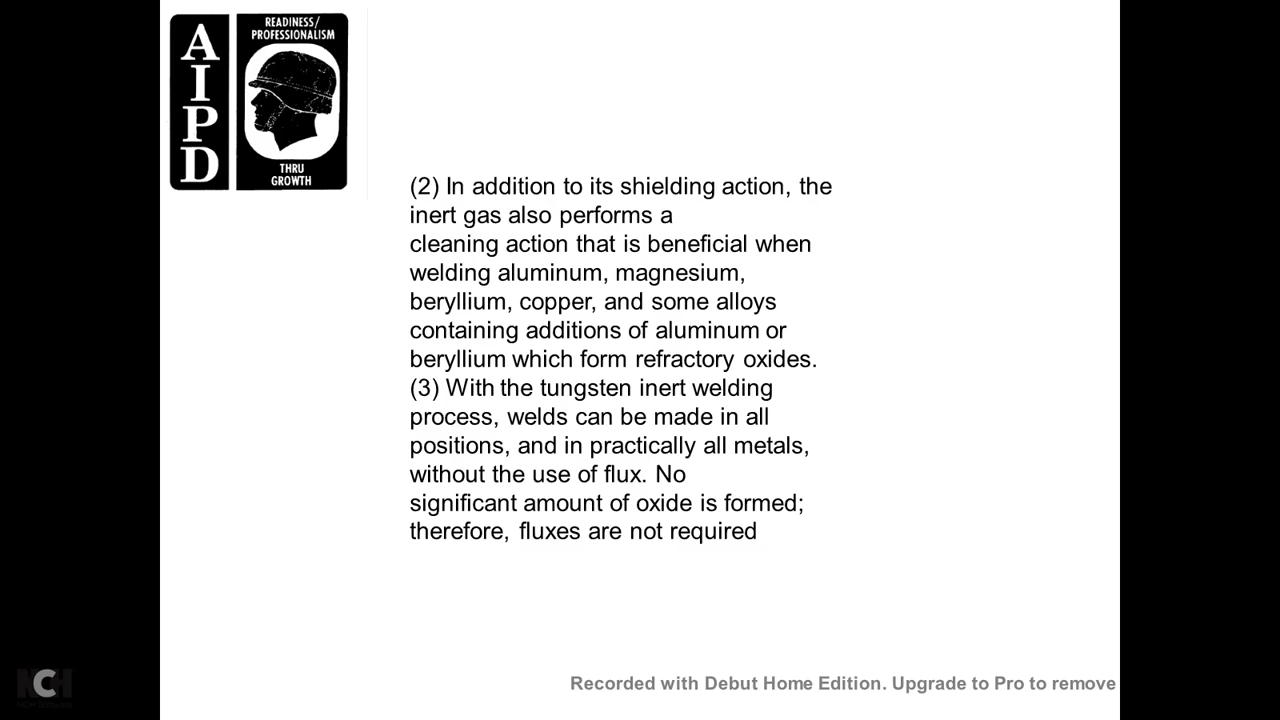 AIPD
READINESS/
PROFESSIONALISM
THRU
GROWTH
(2) In addition to its shielding action, the
inert gas also performs a
cleaning action that is beneficial when
welding aluminum, magnesium,
beryllium, copper, and some alloys
containing additions of aluminum or
beryllium which form refractory oxides.
(3) With the tungsten inert welding
process, welds can be made in all
positions, and in practically all metals,
without the use of flux. No
significant amount of oxide is formed;
therefore, fluxes are not required
NCH
Recorded with Debut Home Edition. Upgrade to Pro to remove